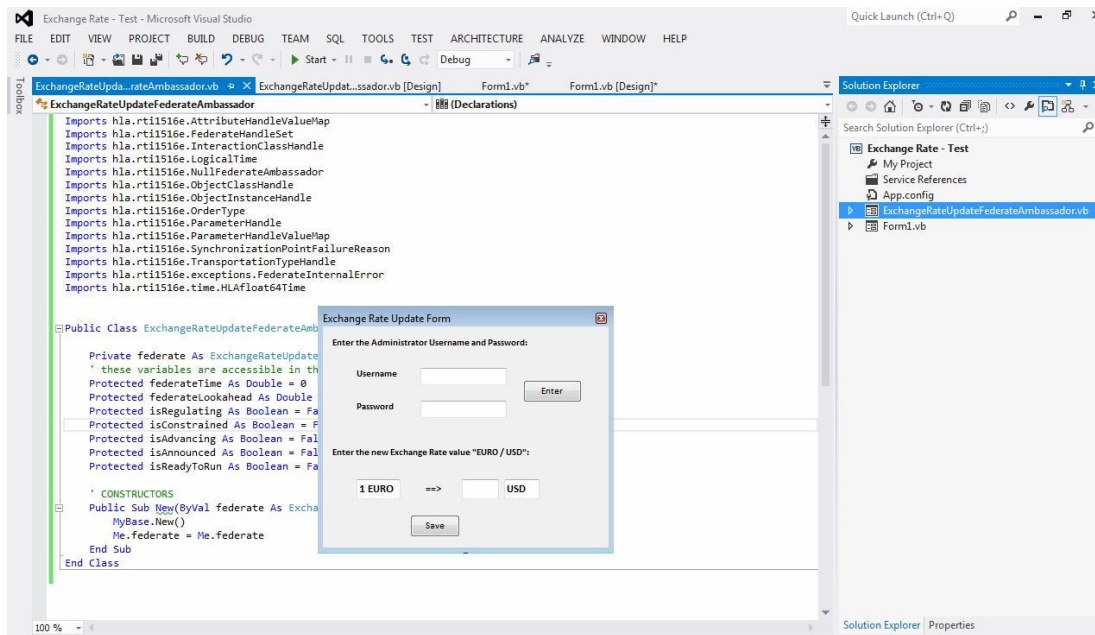 Exchange Rate - Test - Microsoft Visual Studio
Quick Launch (Ctrl+Q)
FILE EDIT VIEW PROJECT BUILD DEBUG TEAM SQL TOOLS TEST ARCHITECTURE ANALYZE WINDOW HELP
Start Debug
Toolbox
ExchangeRateUpda...rateAmbassador.vb ExchangeRateUpdat...ssador.vb [Design] Form1.vb* Form1.vb [Design]*
ExchangeRateUpdateFederateAmbassador (Declarations)
Imports hla.rti1516e.AttributeHandleValueMap
Imports hla.rti1516e.FederateHandleSet
Imports hla.rti1516e.InteractionClassHandle
Imports hla.rti1516e.LogicalTime
Imports hla.rti1516e.NullFederateAmbassador
Imports hla.rti1516e.ObjectClassHandle
Imports hla.rti1516e.ObjectInstanceHandle
Imports hla.rti1516e.OrderType
Imports hla.rti1516e.ParameterHandle
Imports hla.rti1516e.ParameterHandleValueMap
Imports hla.rti1516e.SynchronizationPointFailureReason
Imports hla.rti1516e.TransportationTypeHandle
Imports hla.rti1516e.exceptions.FederateInternalError
Imports hla.rti1516e.time.HLAfloat64Time
Public Class ExchangeRateUpdateFederateAmb
Private federate As ExchangeRateUpdate
' these variables are accessible in th
Protected federateTime As Double = 0
Protected federateLookahead As Double
Protected isRegulating As Boolean = Fa
Protected isConstrained As Boolean = F
Protected isAdvancing As Boolean = Fal
Protected isAnnounced As Boolean = Fal
Protected isReadyToRun As Boolean = Fa
' CONSTRUCTORS
Public Sub New(ByVal federate As Excha
MyBase.New()
Me.federate = Me.federate
End Sub
End Class
100 %
Exchange Rate Update Form
Enter the Administrator Username and Password:
Username
Enter
Password
Enter the new Exchange Rate value "EURO / USD":
1 EURO ==> USD
Save
Solution Explorer
Search Solution Explorer (Ctrl+;)
Exchange Rate - Test
My Project
Service References
App.config
ExchangeRateUpdateFederateAmbassador.vb
Form1.vb
Solution Explorer Properties